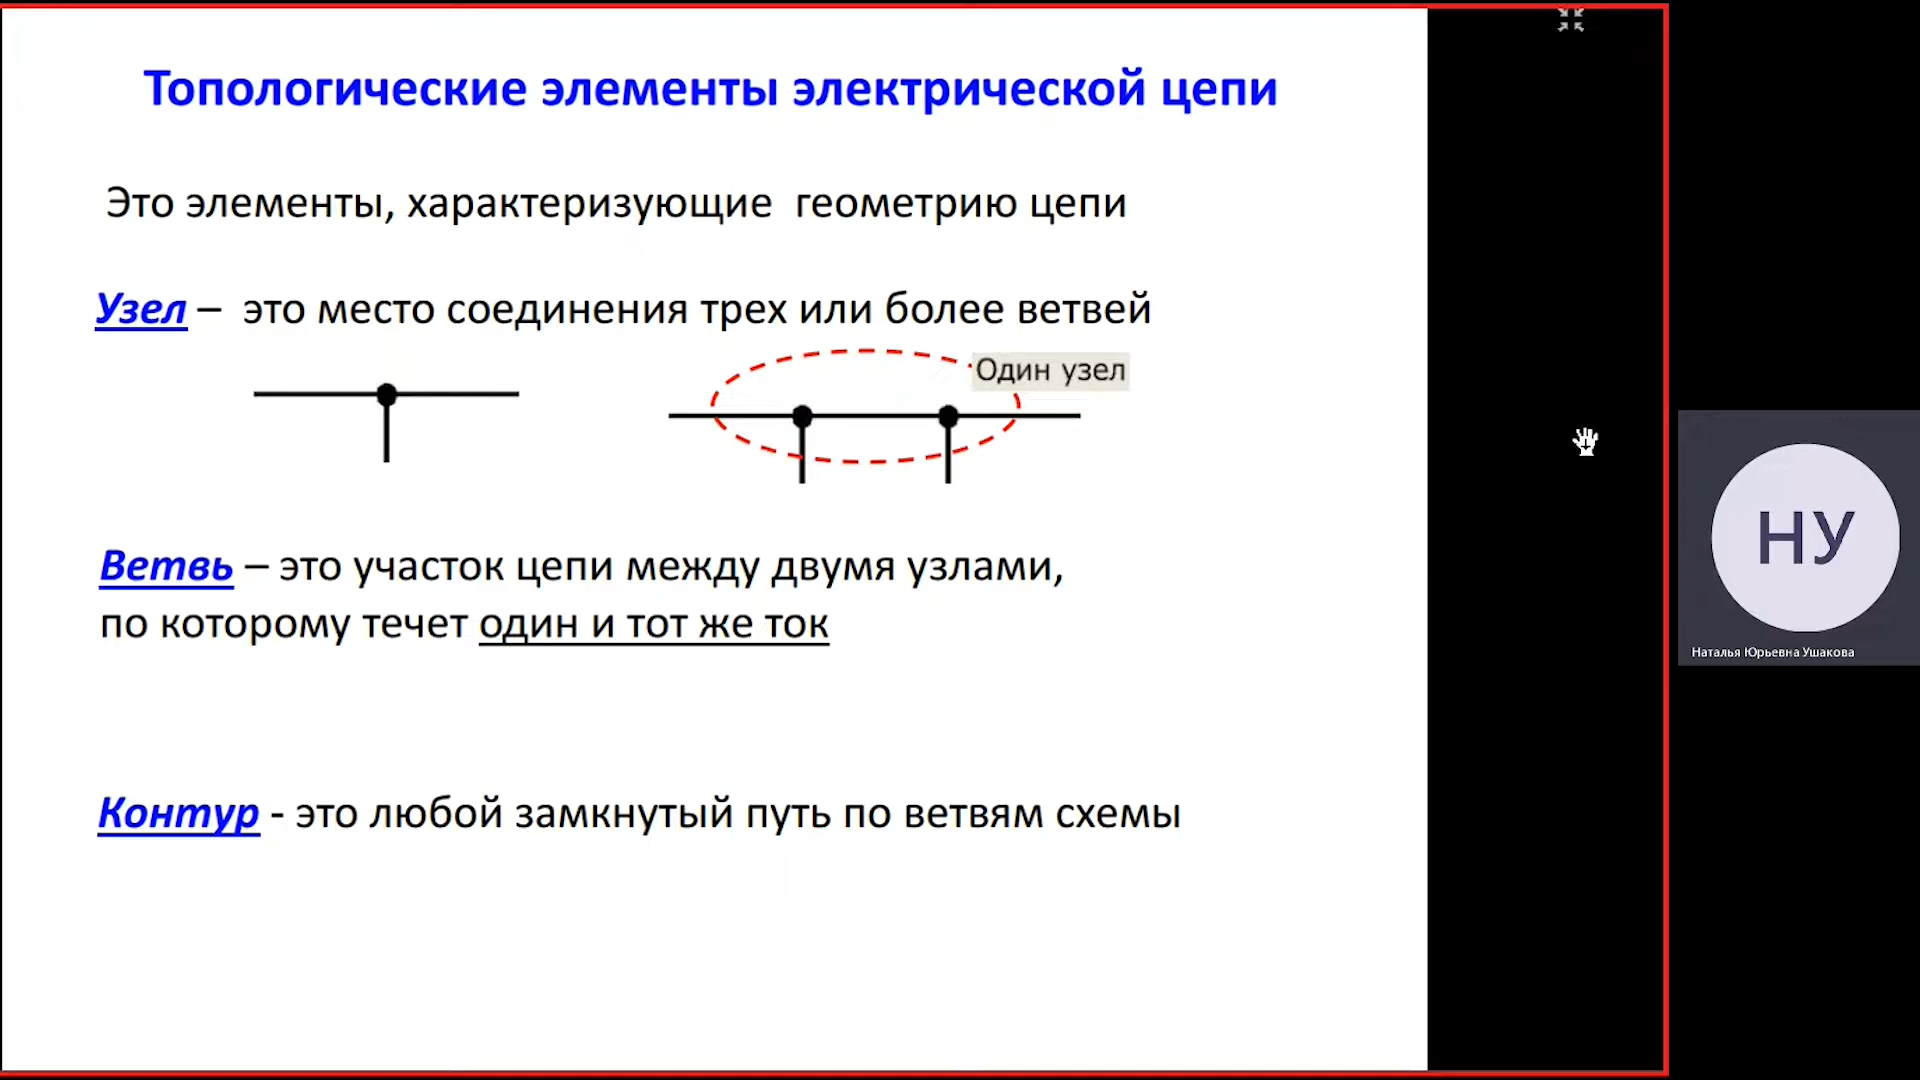 Топологические элементы электрической цепи
Это элементы, характеризующие геометрию цепи
Узел – это место соединения трех или более ветвей
Один узел
Ветвь – это участок цепи между двумя узлами,
по которому течет один и тот же ток
Контур - это любой замкнутый путь по ветвям схемы
НУ
Наталья Юрьевна Ушакова